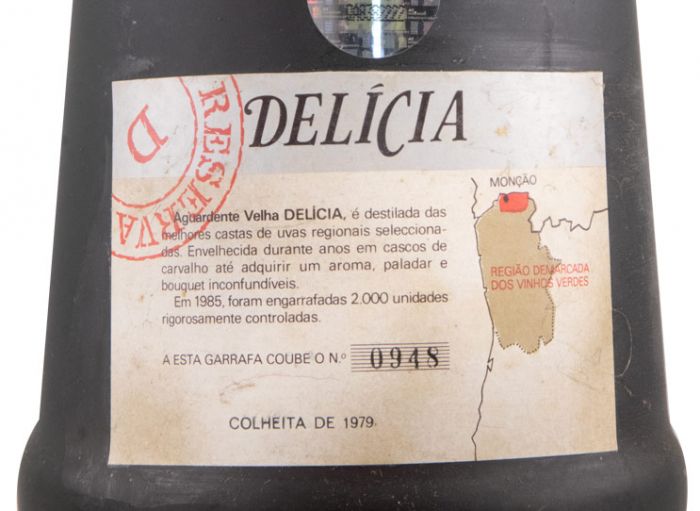 RESERVA
D
DELÍCIA
Aguardente Velha DELÍCIA, é destilada das
melhores castas de uvas regionais selecciona-
das. Envelhecida durante anos em cascos de
carvalho até adquirir um aroma, paladar e
bouquet inconfundíveis.
Em 1985, foram engarrafadas 2.000 unidades
rigorosamente controladas.
A ESTA GARRAFA COUBE O N.º 0948
COLHEITA DE 1979.
MONÇÃO
REGIÃO DEMARCADA
DOS VINHOS VERDES